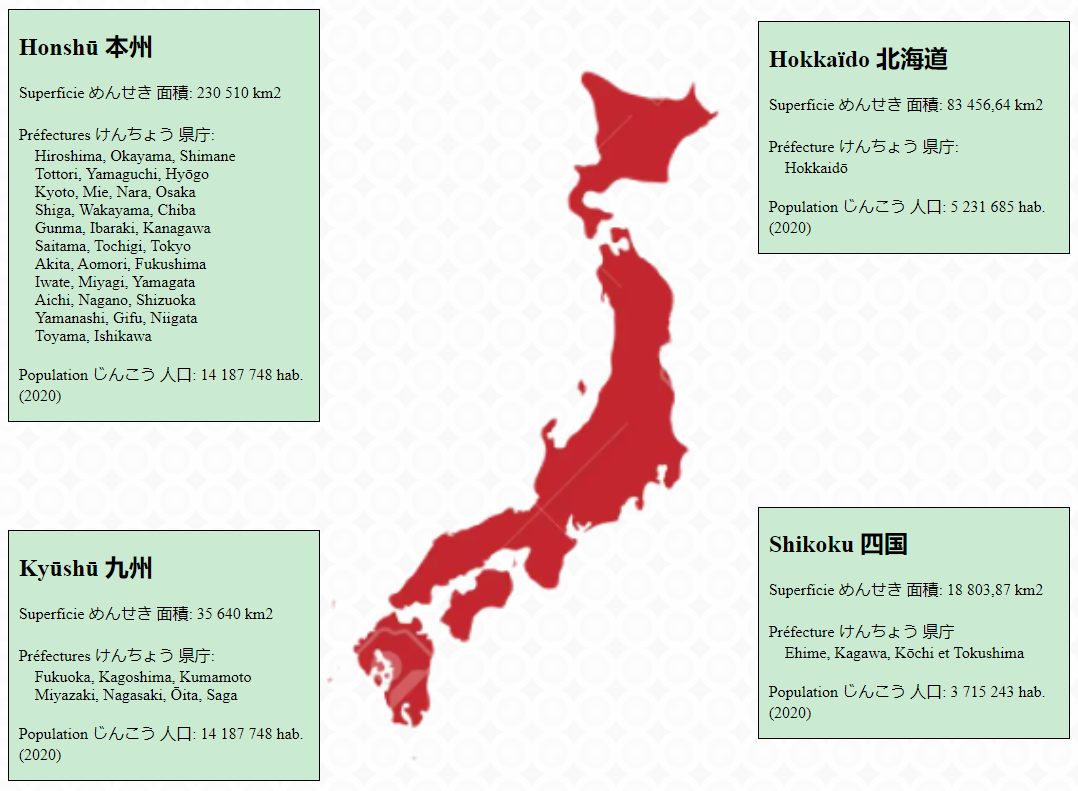 Honshū 本州
Superficie めんせき 面積: 230 510 km2
Préfectures けんちょう 県庁:
Hiroshima, Okayama, Shimane
Tottori, Yamaguchi, Hyōgo
Kyoto, Mie, Nara, Osaka
Shiga, Wakayama, Chiba
Gunma, Ibaraki, Kanagawa
Saitama, Tochigi, Tokyo
Akita, Aomori, Fukushima
Iwate, Miyagi, Yamagata
Aichi, Nagano, Shizuoka
Yamanashi, Gifu, Niigata
Toyama, Ishikawa
Population じんこう 人口: 14 187 748 hab.
(2020)
Hokkaïdo 北海道
Superficie めんせき 面積: 83 456,64 km2
Préfecture けんちょう 県庁:
Hokkaidō
Population じんこう 人口: 5 231 685 hab.
(2020)
Kyūshū 九州
Superficie めんせき 面積: 35 640 km2
Préfectures けんちょう 県庁:
Fukuoka, Kagoshima, Kumamoto
Miyazaki, Nagasaki, Ōita, Saga
Population じんこう 人口: 14 187 748 hab.
(2020)
Shikoku 四国
Superficie めんせき 面積: 18 803,87 km2
Préfecture けんちょう 県庁
Ehime, Kagawa, Kōchi et Tokushima
Population じんこう 人口: 3 715 243 hab.
(2020)